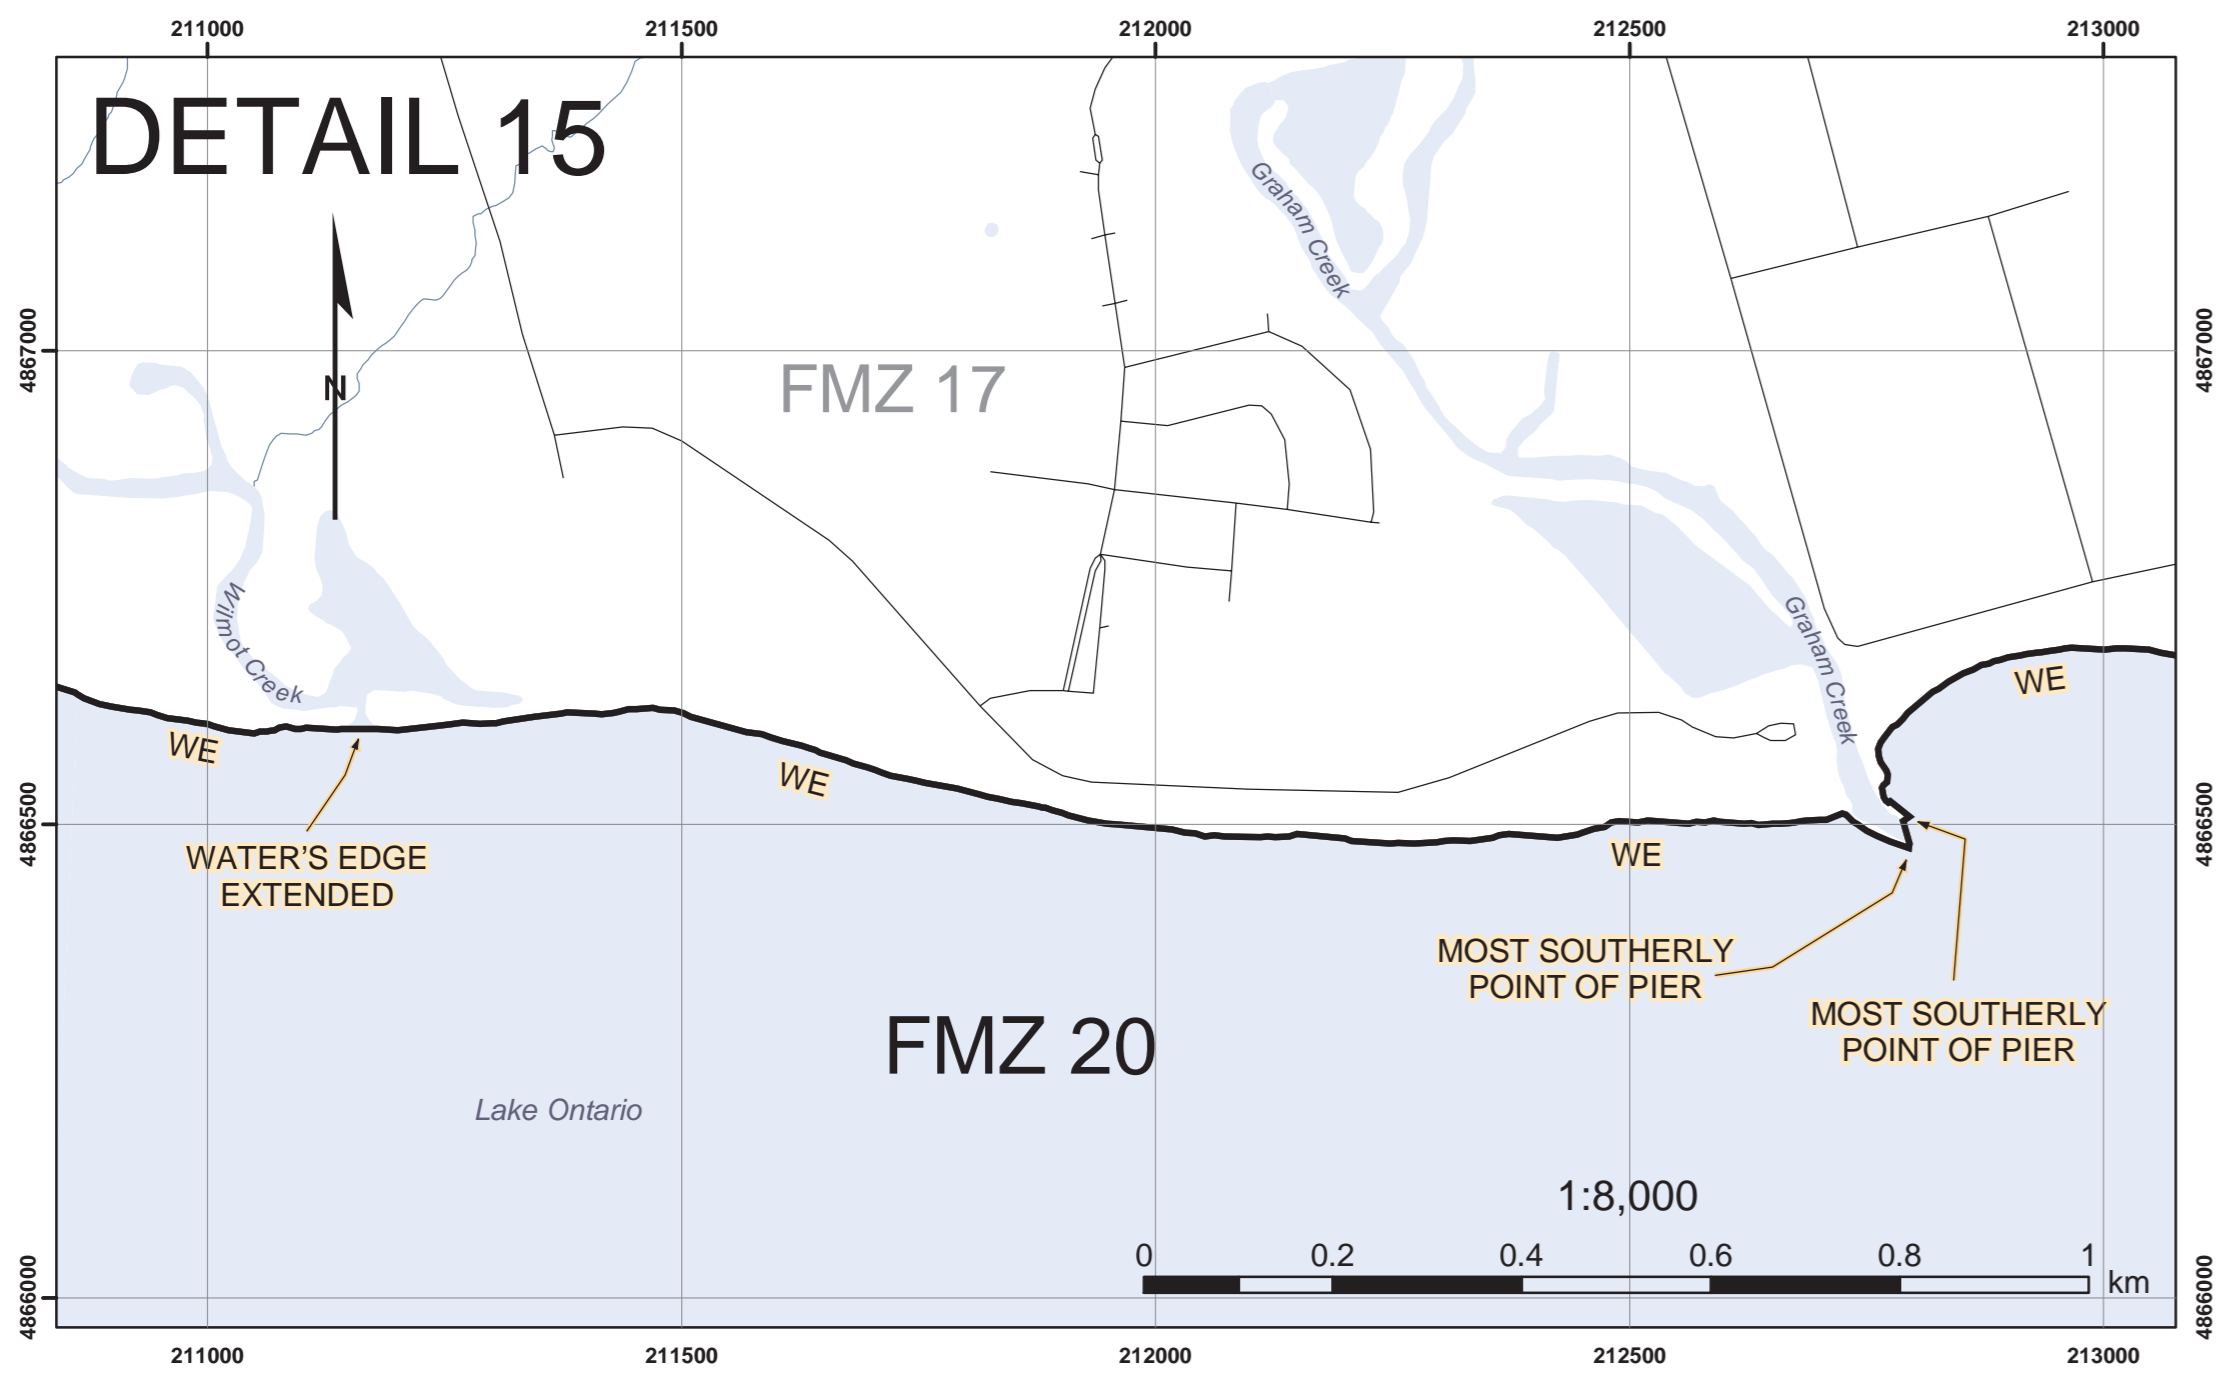 211000 211500 212000 212500 213000
DETAIL 15
Graham Creek
4867000
4867000
N
FMZ 17
Wilmot Creek
Graham Creek
WE
WE
WE
4866500
4866500
WATER'S EDGE
EXTENDED
WE
MOST SOUTHERLY
POINT OF PIER
MOST SOUTHERLY
POINT OF PIER
FMZ 20
Lake Ontario
1:8,000
0 0.2 0.4 0.6 0.8 1
km
4866000
4866000
211000 211500 212000 212500 213000